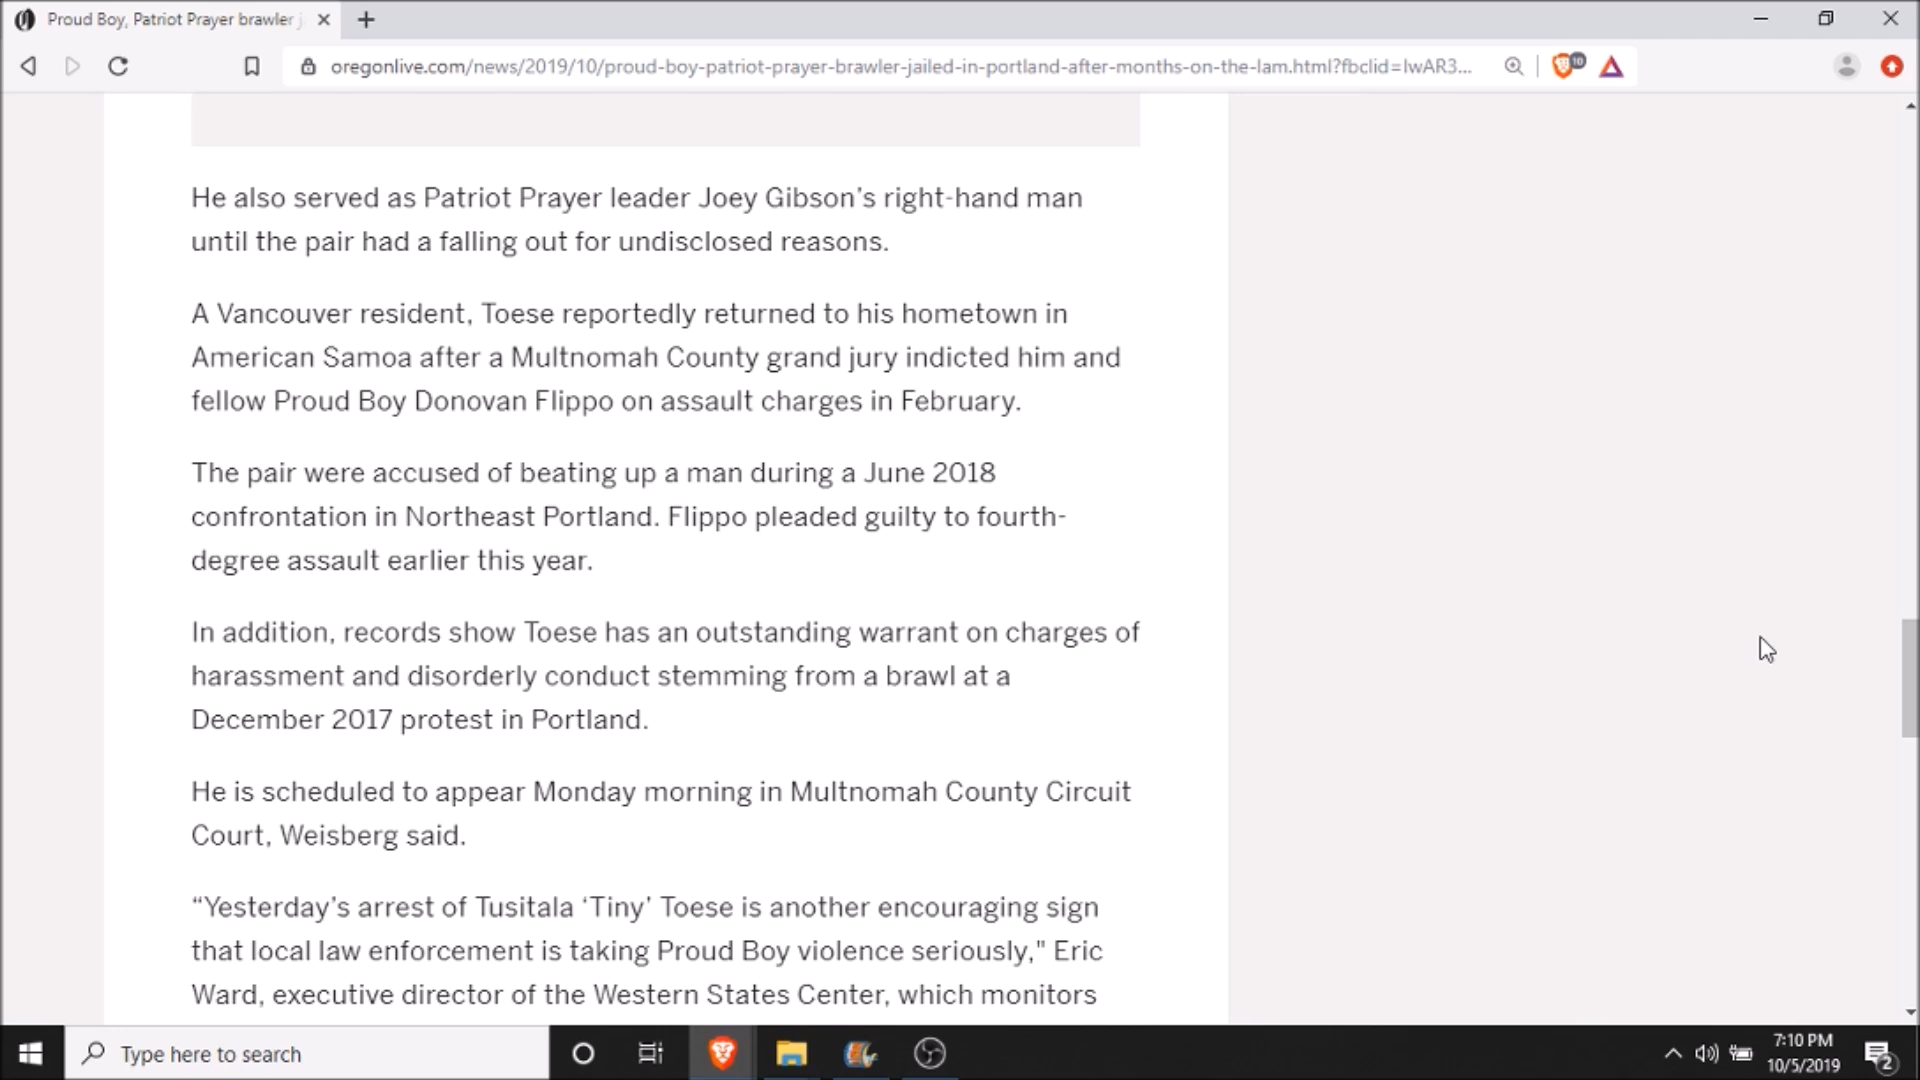 Proud Boy, Patriot Prayer brawler j
oregonlive.com/news/2019/10/proud-boy-patriot-prayer-brawler-jailed-in-portland-after-months-on-the-lam.html?fbclid=IwAR3...
10
He also served as Patriot Prayer leader Joey Gibson’s right-hand man
until the pair had a falling out for undisclosed reasons.
A Vancouver resident, Toese reportedly returned to his hometown in
American Samoa after a Multnomah County grand jury indicted him and
fellow Proud Boy Donovan Flippo on assault charges in February.
The pair were accused of beating up a man during a June 2018
confrontation in Northeast Portland. Flippo pleaded guilty to fourth-
degree assault earlier this year.
In addition, records show Toese has an outstanding warrant on charges of
harassment and disorderly conduct stemming from a brawl at a
December 2017 protest in Portland.
He is scheduled to appear Monday morning in Multnomah County Circuit
Court, Weisberg said.
“Yesterday’s arrest of Tusitala ‘Tiny’ Toese is another encouraging sign
that local law enforcement is taking Proud Boy violence seriously," Eric
Ward, executive director of the Western States Center, which monitors
Type here to search
7:10 PM
10/5/2019
2